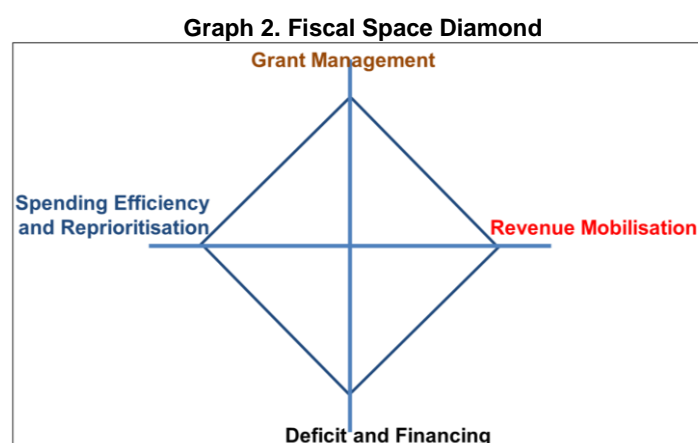 Graph 2. Fiscal Space Diamond
Grant Management
Spending Efficiency
and Reprioritisation
Revenue Mobilisation
Deficit and Financing